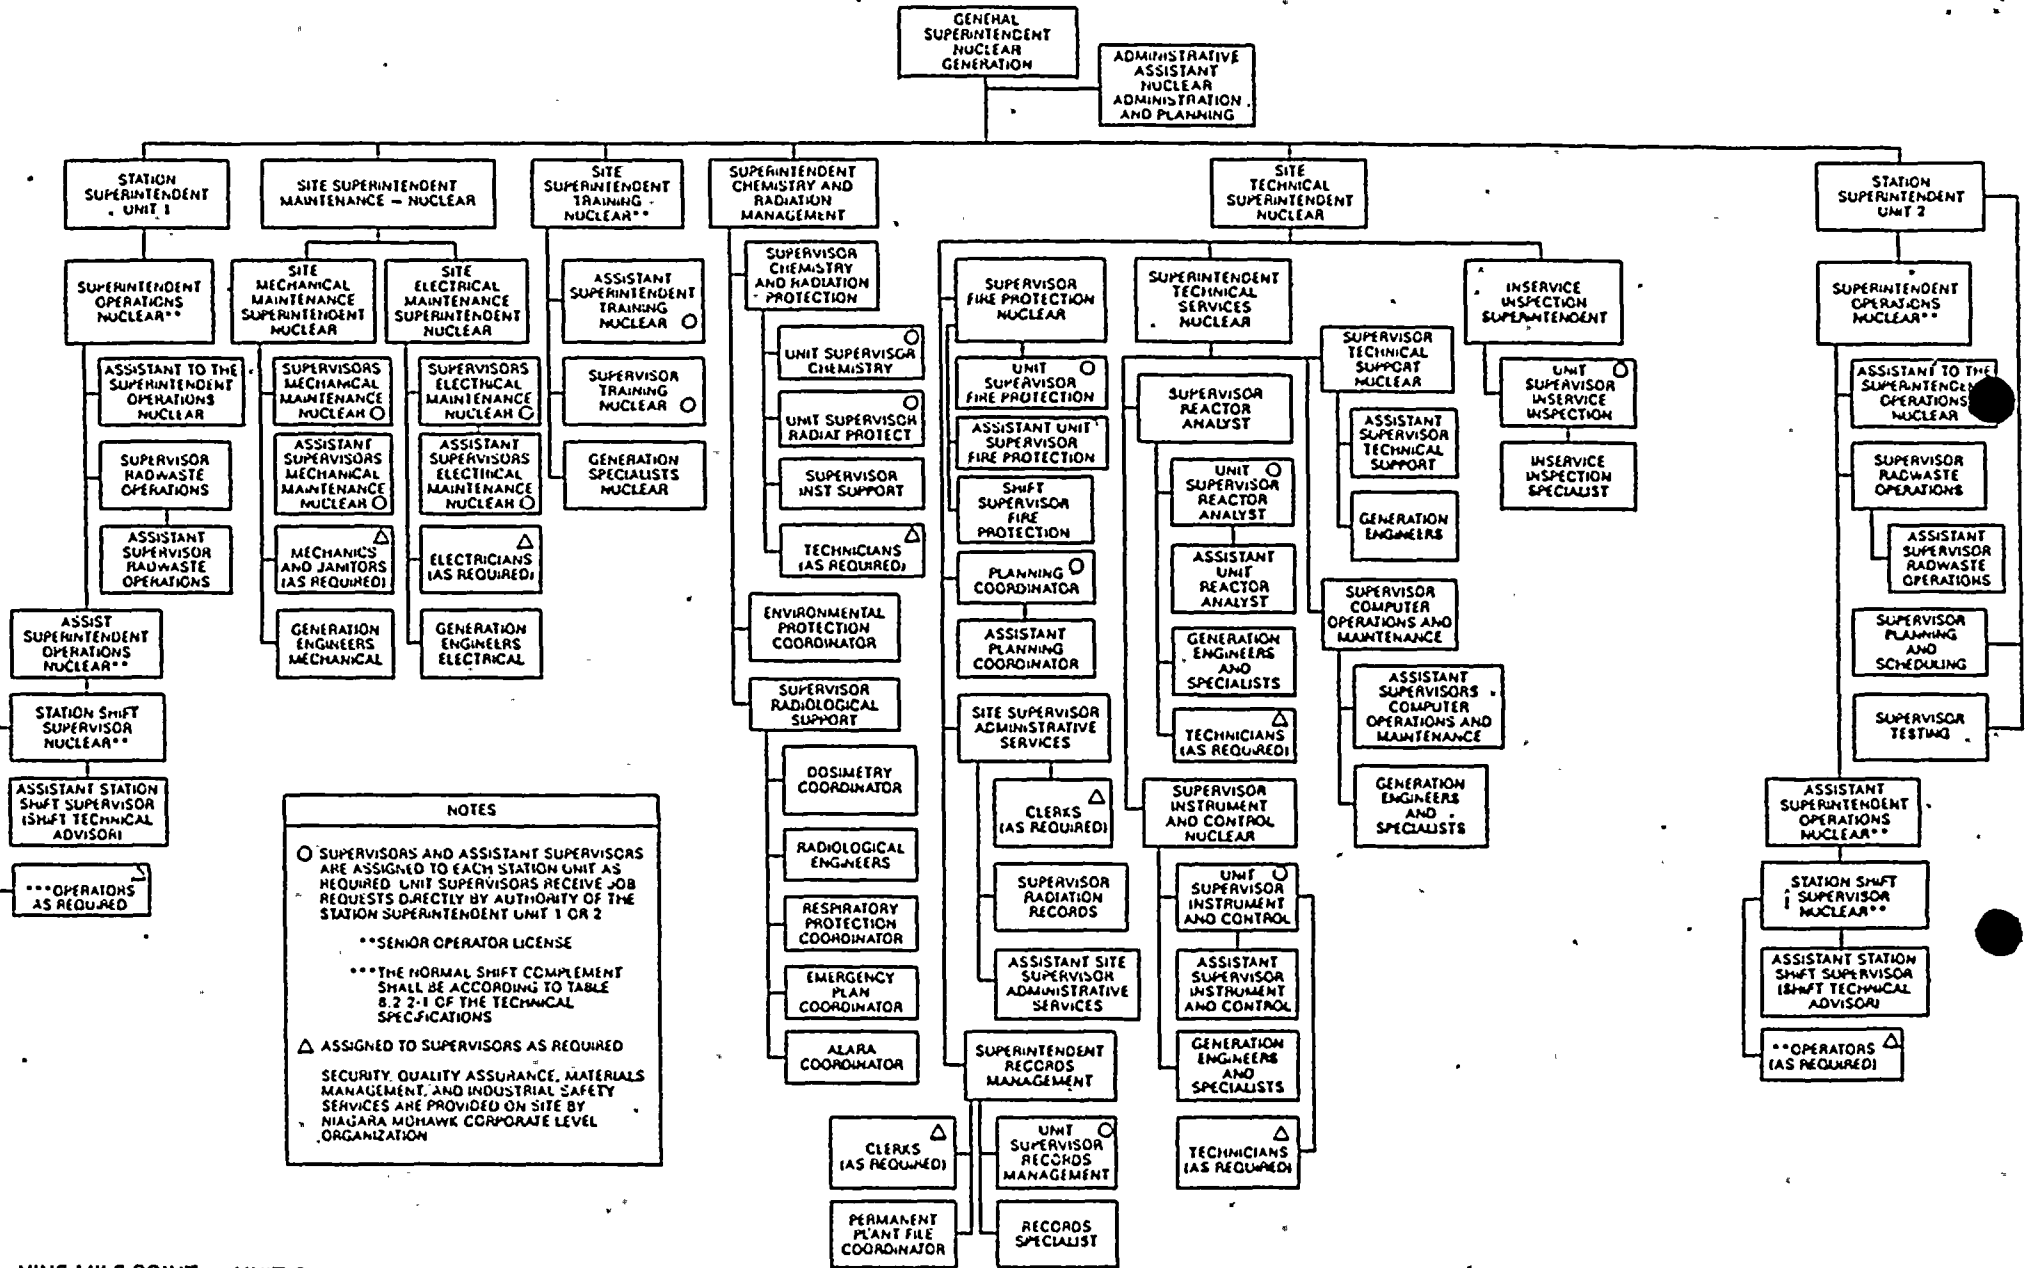 GENERAL
SUPERINTENDENT
NUCLEAR
GENERATION
ADMINISTRATIVE
ASSISTANT
NUCLEAR
ADMINISTRATION
AND PLANNING
STATION
SUPERINTENDENT
UNIT 1
SITE SUPERINTENDENT
MAINTENANCE – NUCLEAR
SITE
SUPERINTENDENT
TRAINING
NUCLEAR**
SUPERINTENDENT
CHEMISTRY AND
RADIATION
MANAGEMENT
SITE
TECHNICAL
SUPERINTENDENT
NUCLEAR
STATION
SUPERINTENDENT
UNIT 2
SUPERINTENDENT
OPERATIONS
NUCLEAR**
ASSISTANT TO THE
SUPERINTENDENT
OPERATIONS
NUCLEAR
SUPERVISOR
RADWASTE
OPERATIONS
ASSISTANT
SUPERVISOR
RADWASTE
OPERATIONS
ASSIST
SUPERINTENDENT
OPERATIONS
NUCLEAR**
STATION SHIFT
SUPERVISOR
NUCLEAR**
ASSISTANT STATION
SHIFT SUPERVISOR
(SHIFT TECHNICAL
ADVISOR)
***OPERATORS
AS REQUIRED
SITE
MECHANICAL
MAINTENANCE
SUPERINTENDENT
NUCLEAR
SUPERVISORS
MECHANICAL
MAINTENANCE
NUCLEAR
ASSISTANT
SUPERVISORS
MECHANICAL
MAINTENANCE
NUCLEAR
MECHANICS
AND JANITORS
(AS REQUIRED)
GENERATION
ENGINEERS
MECHANICAL
SITE
ELECTRICAL
MAINTENANCE
SUPERINTENDENT
NUCLEAR
SUPERVISORS
ELECTRICAL
MAINTENANCE
NUCLEAR
ASSISTANT
SUPERVISORS
ELECTRICAL
MAINTENANCE
NUCLEAR
ELECTRICIANS
(AS REQUIRED)
GENERATION
ENGINEERS
ELECTRICAL
ASSISTANT
SUPERINTENDENT
TRAINING
NUCLEAR
SUPERVISOR
TRAINING
NUCLEAR
GENERATION
SPECIALISTS
NUCLEAR
SUPERVISOR
CHEMISTRY
AND RADIATION
PROTECTION
UNIT SUPERVISOR
CHEMISTRY
UNIT SUPERVISOR
RADIAT PROTECT
SUPERVISOR
INST SUPPORT
TECHNICIANS
(AS REQUIRED)
ENVIRONMENTAL
PROTECTION
COORDINATOR
SUPERVISOR
RADIOLOGICAL
SUPPORT
DOSIMETRY
COORDINATOR
RADIOLOGICAL
ENGINEERS
RESPIRATORY
PROTECTION
COORDINATOR
EMERGENCY
PLAN
COORDINATOR
ALARA
COORDINATOR
SUPERVISOR
FIRE PROTECTION
NUCLEAR
UNIT
SUPERVISOR
FIRE PROTECTION
ASSISTANT UNIT
SUPERVISOR
FIRE PROTECTION
SHIFT
SUPERVISOR
FIRE
PROTECTION
PLANNING
COORDINATOR
ASSISTANT
PLANNING
COORDINATOR
SITE SUPERVISOR
ADMINISTRATIVE
SERVICES
CLERKS
(AS REQUIRED)
SUPERVISOR
RADIATION
RECORDS
ASSISTANT SITE
SUPERVISOR
ADMINISTRATIVE
SERVICES
SUPERINTENDENT
RECORDS
MANAGEMENT
CLERKS
(AS REQUIRED)
UNIT
SUPERVISOR
RECORDS
MANAGEMENT
PERMANENT
PLANT FILE
COORDINATOR
RECORDS
SPECIALIST
SUPERINTENDENT
TECHNICAL
SERVICES
NUCLEAR
SUPERVISOR
REACTOR
ANALYST
UNIT
SUPERVISOR
REACTOR
ANALYST
ASSISTANT
UNIT
REACTOR
ANALYST
GENERATION
ENGINEERS
AND
SPECIALISTS
TECHNICIANS
(AS REQUIRED)
SUPERVISOR
INSTRUMENT
AND CONTROL
NUCLEAR
UNIT
SUPERVISOR
INSTRUMENT
AND CONTROL
ASSISTANT
SUPERVISOR
INSTRUMENT
AND CONTROL
GENERATION
ENGINEERS
AND
SPECIALISTS
TECHNICIANS
(AS REQUIRED)
SUPERVISOR
TECHNICAL
SUPPORT
NUCLEAR
ASSISTANT
SUPERVISOR
TECHNICAL
SUPPORT
GENERATION
ENGINEERS
SUPERVISOR
COMPUTER
OPERATIONS AND
MAINTENANCE
ASSISTANT
SUPERVISORS
COMPUTER
OPERATIONS AND
MAINTENANCE
GENERATION
ENGINEERS
AND
SPECIALISTS
INSERVICE
INSPECTION
SUPERINTENDENT
UNIT
SUPERVISOR
INSERVICE
INSPECTION
INSERVICE
INSPECTION
SPECIALIST
SUPERINTENDENT
OPERATIONS
NUCLEAR**
ASSISTANT TO THE
OPERATIONS
NUCLEAR
SUPERVISOR
RADWASTE
OPERATIONS
ASSISTANT
SUPERVISOR
RADWASTE
OPERATIONS
SUPERVISOR
PLANNING
AND
SCHEDULING
SUPERVISOR
TESTING
ASSISTANT
SUPERINTENDENT
OPERATIONS
NUCLEAR**
STATION SHIFT
SUPERVISOR
NUCLEAR**
ASSISTANT STATION
SHIFT SUPERVISOR
(SHIFT TECHNICAL
ADVISOR)
**OPERATORS
(AS REQUIRED)
NOTES
○ SUPERVISORS AND ASSISTANT SUPERVISORS
ARE ASSIGNED TO EACH STATION UNIT AS
REQUIRED. UNIT SUPERVISORS RECEIVE JOB
REQUESTS DIRECTLY BY AUTHORITY OF THE
STATION SUPERINTENDENT UNIT 1 OR 2
**SENIOR OPERATOR LICENSE
***THE NORMAL SHIFT COMPLEMENT
SHALL BE ACCORDING TO TABLE
6.2 2-1 OF THE TECHNICAL
SPECIFICATIONS
△ ASSIGNED TO SUPERVISORS AS REQUIRED
SECURITY, QUALITY ASSURANCE, MATERIALS
MANAGEMENT, AND INDUSTRIAL SAFETY
SERVICES ARE PROVIDED ON SITE BY
NIAGARA MOHAWK CORPORATE LEVEL
ORGANIZATION